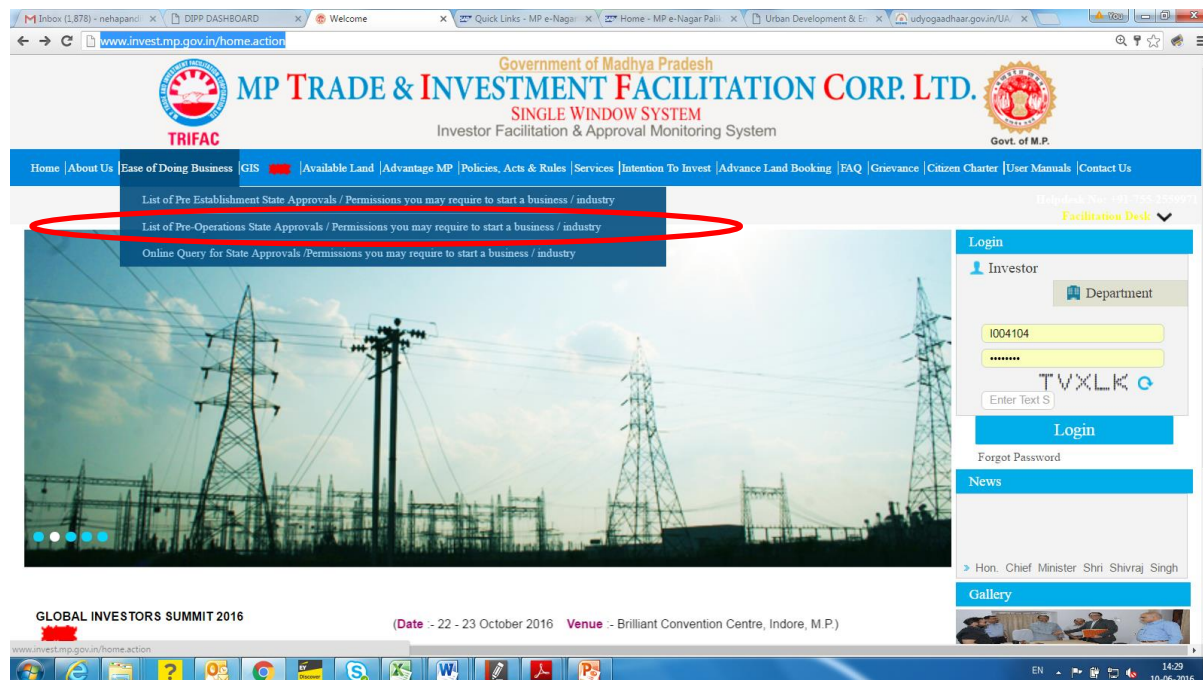 Inbox (1,878) - nehapandi
DIPP DASHBOARD
Welcome
Quick Links - MP e-Nagar
Home - MP e-Nagar Pali
Urban Development & En
udyogaadhaar.gov.in/UA
You
www.invest.mp.gov.in/home.action
Government of Madhya Pradesh
MP TRADE & INVESTMENT FACILITATION CORP. LTD.
SINGLE WINDOW SYSTEM
Investor Facilitation & Approval Monitoring System
TRIFAC
Govt. of M.P.
Home |About Us |Ease of Doing Business |GIS |Available Land |Advantage MP |Policies, Acts & Rules |Services |Intention To Invest |Advance Land Booking |FAQ |Grievance |Citizen Charter |User Manuals |Contact Us
List of Pre Establishment State Approvals / Permissions you may require to start a business / industry
List of Pre-Operations State Approvals / Permissions you may require to start a business / industry
Online Query for State Approvals /Permissions you may require to start a business / industry
Facilitation Desk
Login
Investor
Department
I004104
••••••••
TVXLK
Enter Text S
Login
Forgot Password
News
Hon. Chief Minister Shri Shivraj Singh
Gallery
GLOBAL INVESTORS SUMMIT 2016
(Date :- 22 - 23 October 2016 Venue :- Brilliant Convention Centre, Indore, M.P.)
www.invest.mp.gov.in/home.action
EY
Discover
EN
14:29
10-06-2016